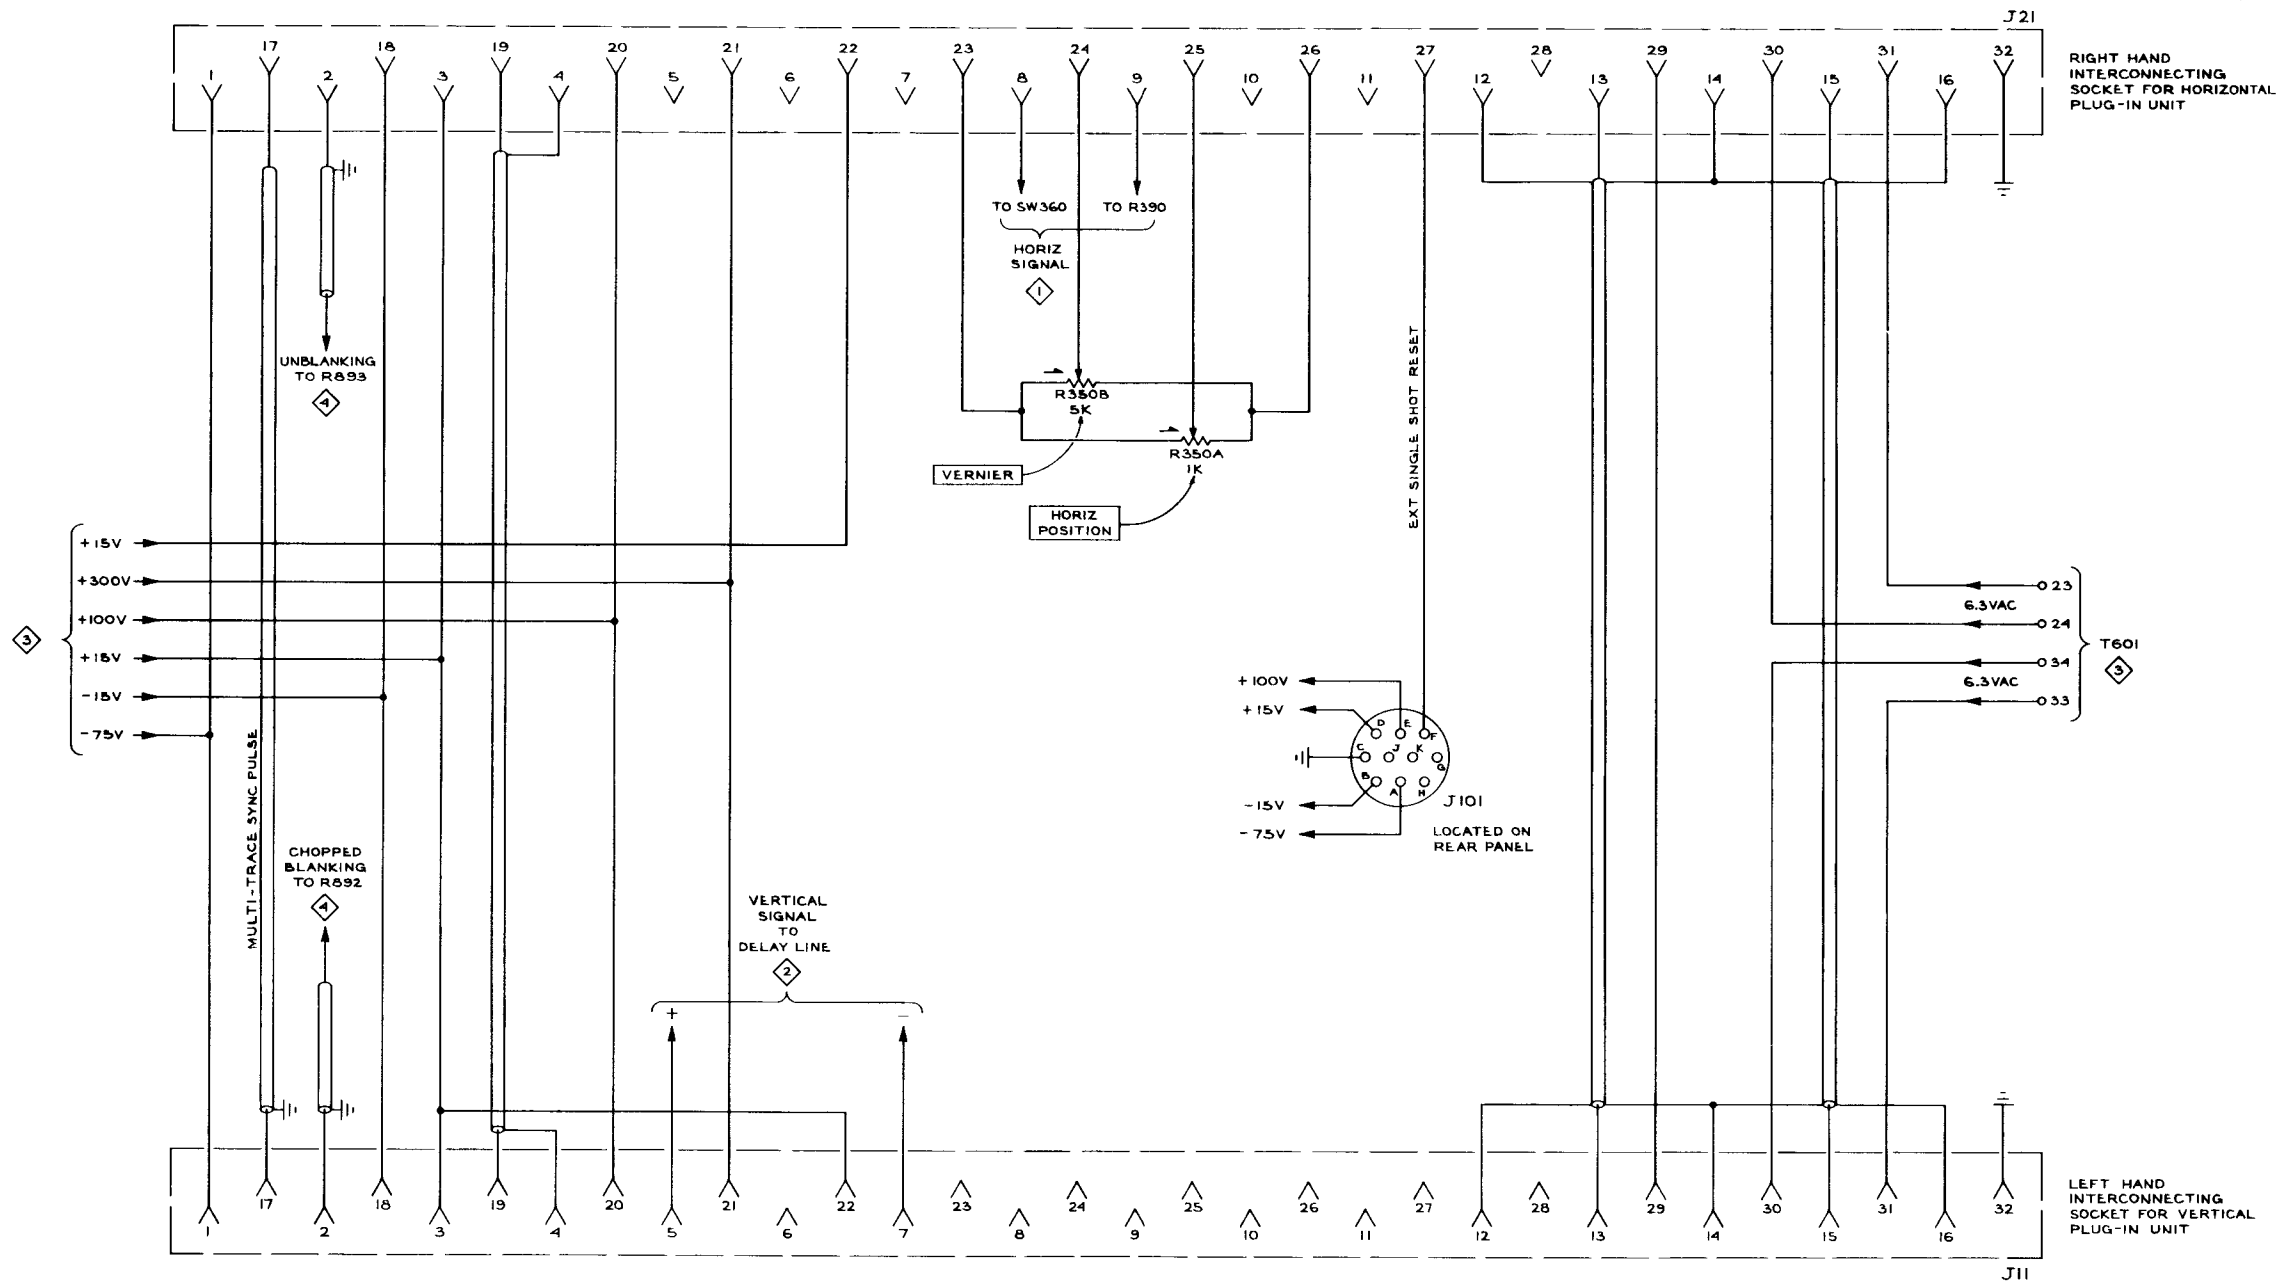 J21
17 18 19 20 21 22 23 24 25 26 27 28 29 30 31 32
1 2 3 4 5 6 7 8 9 10 11 12 13 14 15 16
RIGHT HAND
INTERCONNECTING
SOCKET FOR HORIZONTAL
PLUG-IN UNIT
TO SW360 TO R390
HORIZ
SIGNAL
1
UNBLANKING
TO R893
4
R350B
5K
R350A
1K
VERNIER
HORIZ
POSITION
EXT SINGLE SHOT RESET
3
+15V
+300V
+100V
+15V
-15V
-75V
23
6.3VAC
24
34
6.3VAC
33
T601
3
+100V
+15V
-15V
-75V
D E F
C J K G
B A H
J101
LOCATED ON
REAR PANEL
MULTI-TRACE SYNC PULSE
CHOPPED
BLANKING
TO R892
4
VERTICAL
SIGNAL
TO
DELAY LINE
2
+ -
17 18 19 20 21 22 23 24 25 26 27 28 29 30 31 32
1 2 3 4 5 6 7 8 9 10 11 12 13 14 15 16
LEFT HAND
INTERCONNECTING
SOCKET FOR VERTICAL
PLUG-IN UNIT
J11